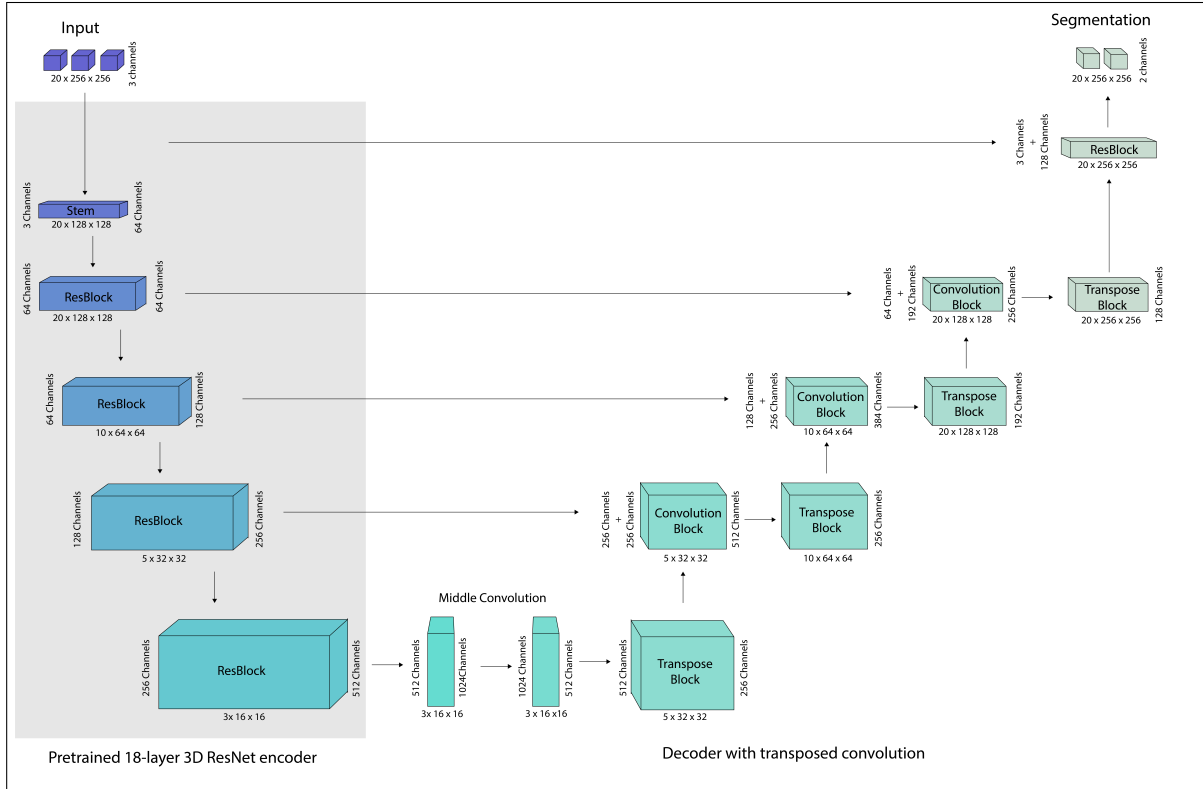 Input
Segmentation
20 x 256 x 256
3 channels
20 x 256 x 256
2 channels
3 Channels
+
128 Channels
ResBlock
20 x 256 x 256
3 Channels
Stem
20 x 128 x 128
64 Channels
64 Channels
ResBlock
20 x 128 x 128
64 Channels
64 Channels
+
192 Channels
Convolution
Block
20 x 128 x 128
256 Channels
Transpose
Block
20 x 256 x 256
128 Channels
64 Channels
ResBlock
10 x 64 x 64
128 Channels
128 Channels
+
256 Channels
Convolution
Block
10 x 64 x 64
384 Channels
Transpose
Block
20 x 128 x 128
192 Channels
128 Channels
ResBlock
5 x 32 x 32
256 Channels
256 Channels
+
256 Channels
Convolution
Block
5 x 32 x 32
512 Channels
Transpose
Block
10 x 64 x 64
256 Channels
256 Channels
ResBlock
3x 16 x 16
512 Channels
Middle Convolution
512 Channels
3x 16 x 16
1024Channels
1024 Channels
3 x 16 x16
512 Channels
512 Channels
Transpose
Block
5 x 32 x 32
256 Channels
Pretrained 18-layer 3D ResNet encoder
Decoder with transposed convolution